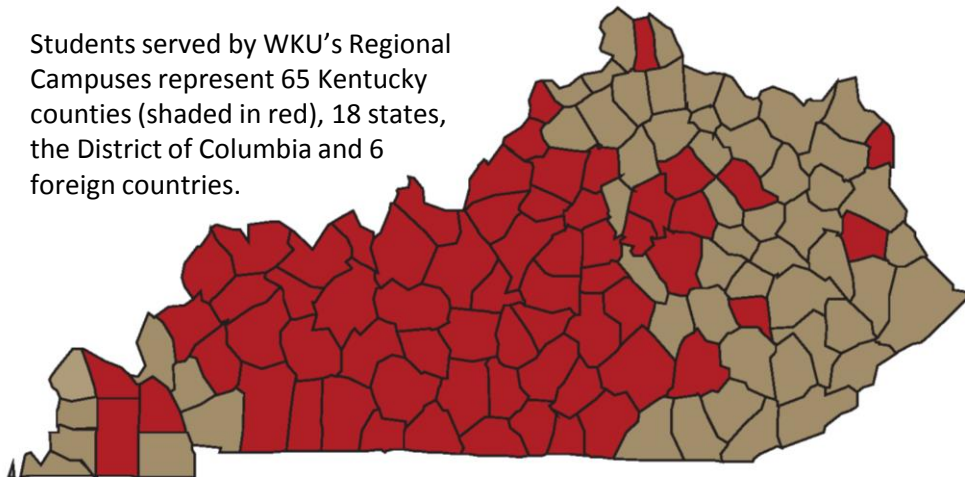 Students served by WKU’s Regional
Campuses represent 65 Kentucky
counties (shaded in red), 18 states,
the District of Columbia and 6
foreign countries.